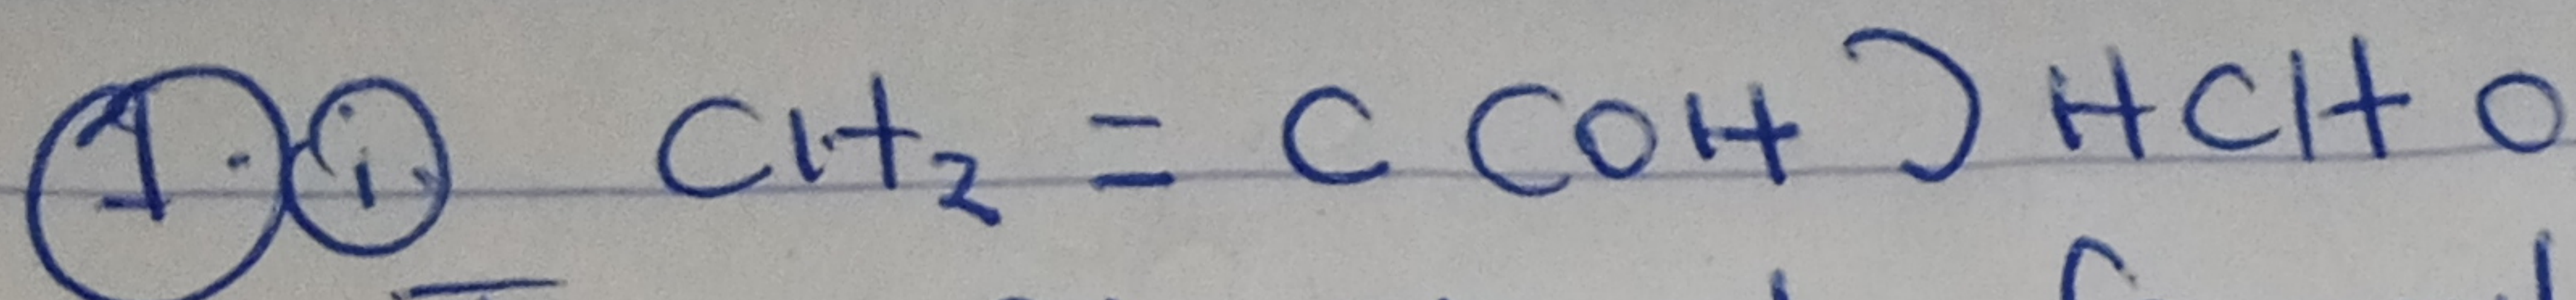 1. i. CH₂ = C (OH) HCHO